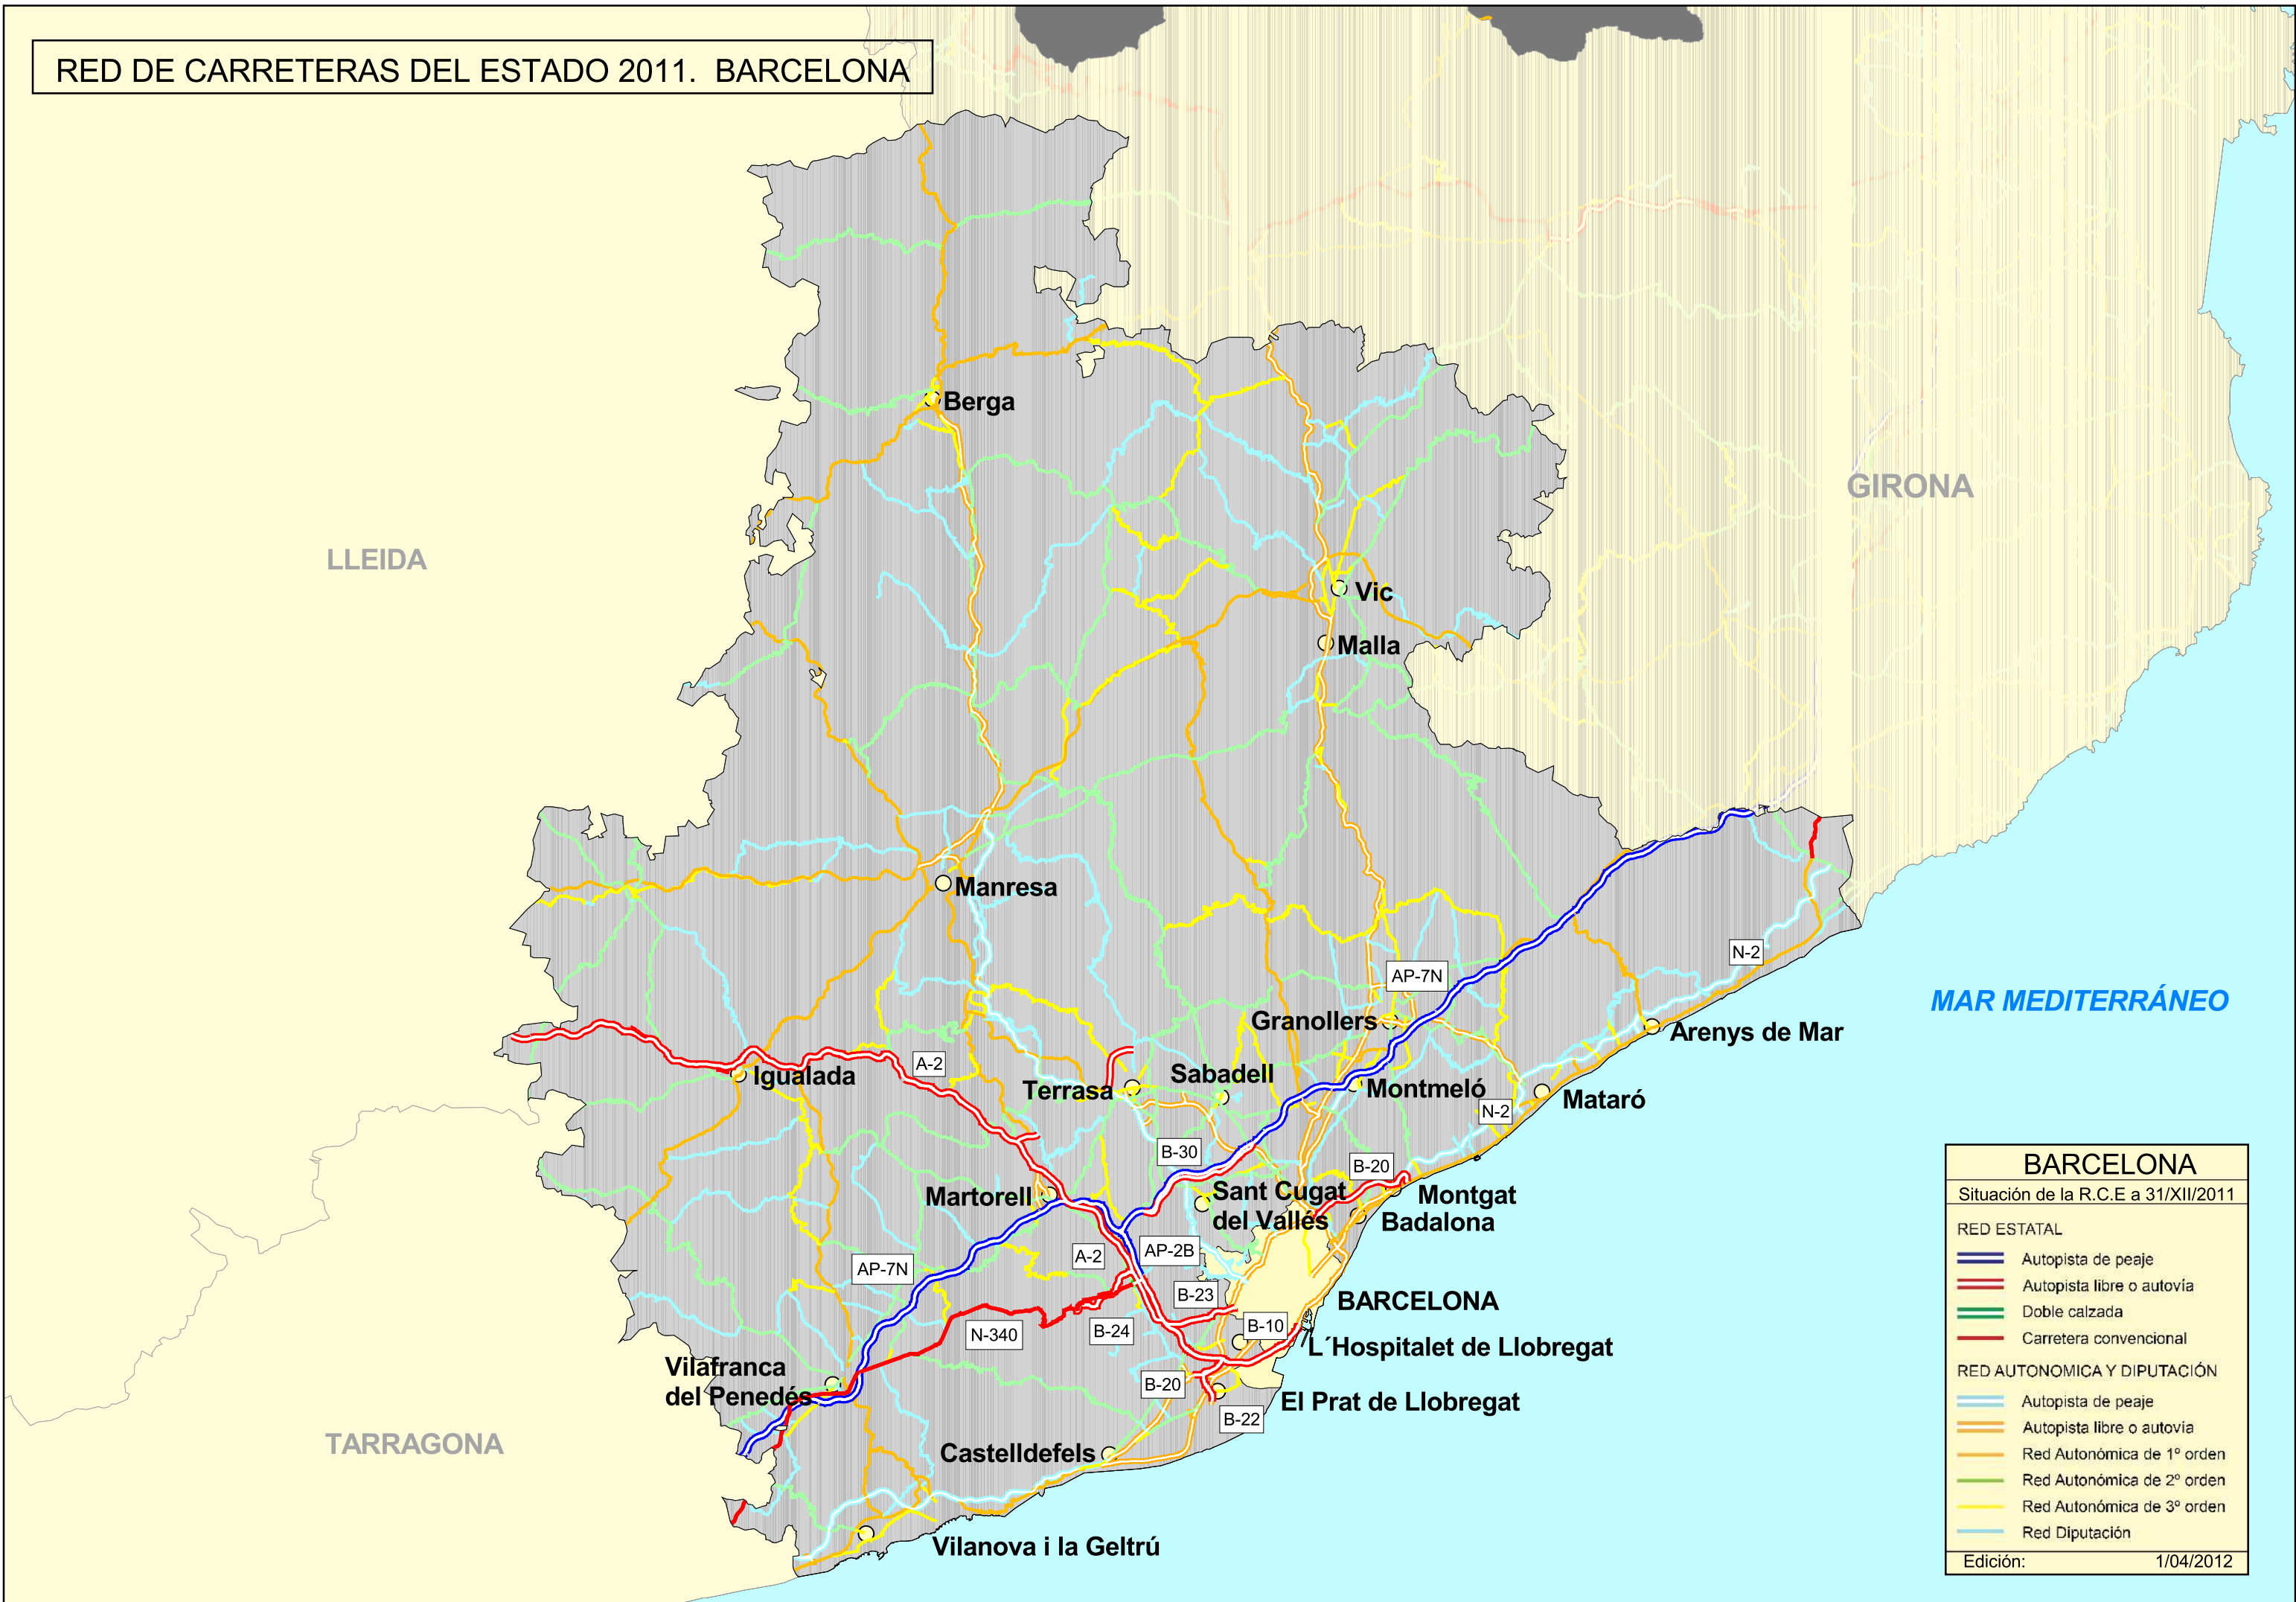 RED DE CARRETERAS DEL ESTADO 2011. BARCELONA
Berga
GIRONA
LLEIDA
Vic
Malla
Manresa
N-2
AP-7N
MAR MEDITERRÁNEO
Granollers
Arenys de Mar
A-2
Igualada
Terrasa
Sabadell
Montmeló
Mataró
N-2
B-30
B-20
Martorell
Sant Cugat
del Vallés
Montgat
Badalona
A-2
AP-2B
AP-7N
B-23
BARCELONA
N-340
B-24
B-10
L´Hospitalet de Llobregat
Vilafranca
del Penedés
B-20
El Prat de Llobregat
B-22
TARRAGONA
Castelldefels
Vilanova i la Geltrú
BARCELONA
Situación de la R.C.E a 31/XII/2011
RED ESTATAL
Autopista de peaje
Autopista libre o autovía
Doble calzada
Carretera convencional
RED AUTONOMICA Y DIPUTACIÓN
Autopista de peaje
Autopista libre o autovía
Red Autonómica de 1º orden
Red Autonómica de 2º orden
Red Autonómica de 3º orden
Red Diputación
Edición: 1/04/2012